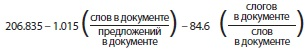 206.835 – 1.015 (слов в документе / предложений в документе) – 84.6 (слогов в документе / слов в документе)